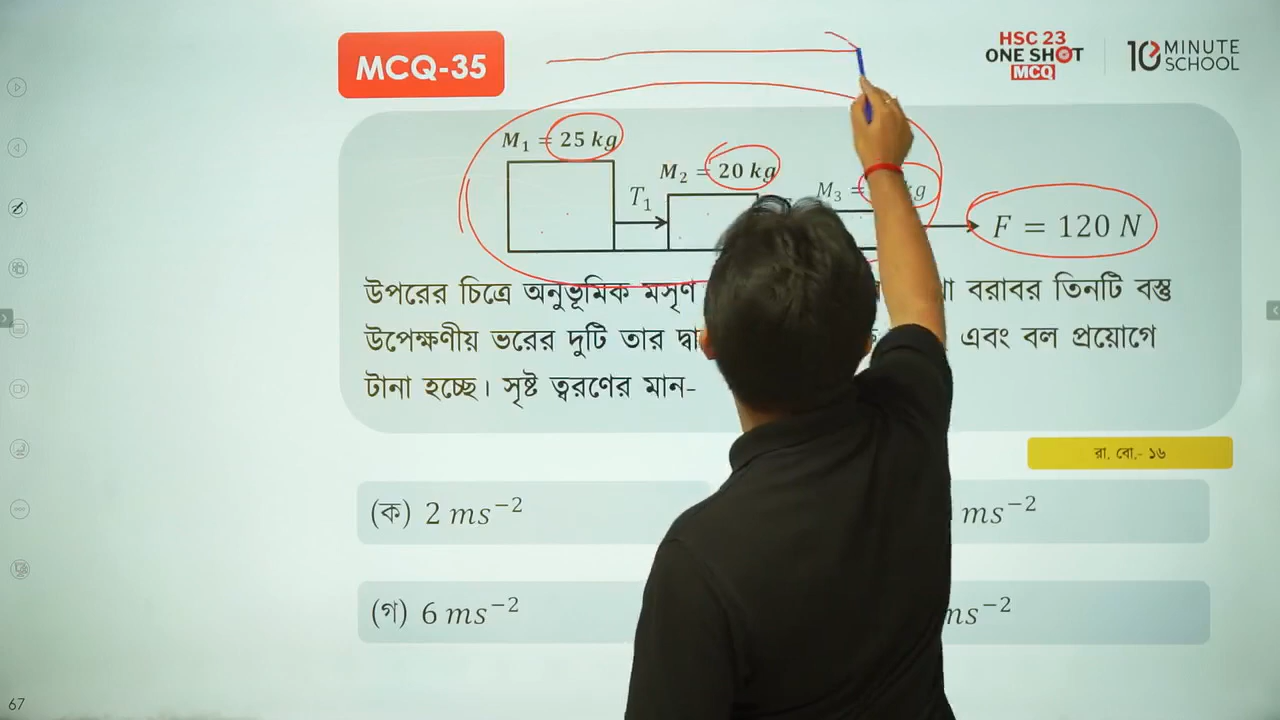 MCQ-35
HSC 23
ONE SHOT
MCQ
10 MINUTE
SCHOOL
M₁ = 25 kg
M₂ = 20 kg
M₃ =
T₁
F = 120 N
উপরের চিত্রে অনুভূমিক মসৃণ বরাবর তিনটি বস্তু
উপেক্ষণীয় ভরের দুটি তার এবং বল প্রয়োগে
টানা হচ্ছে। সৃষ্ট ত্বরণের মান-
রা. বো.- ১৬
(ক) 2 ms⁻²
ms⁻²
(গ) 6 ms⁻²
ms⁻²
67